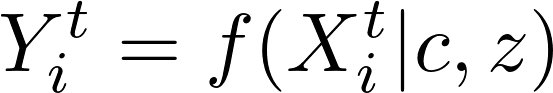 Y_i^t = f(X_i^t|c, z)